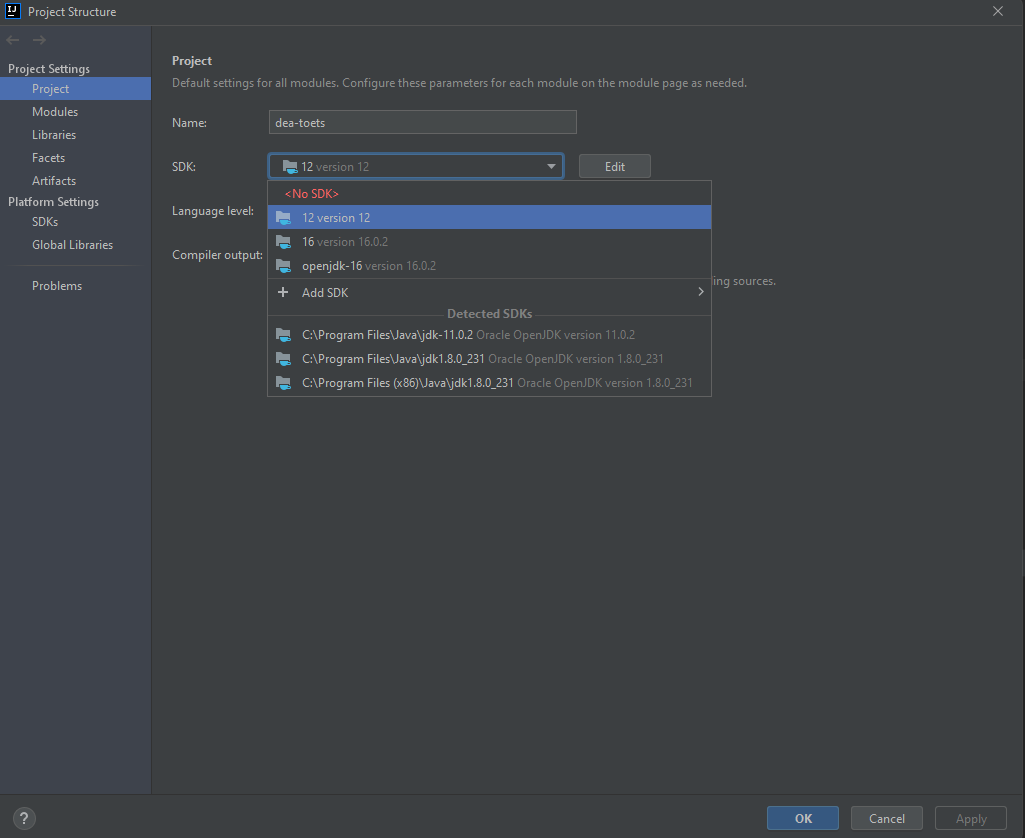 IJ Project Structure
Project Settings
Project
Modules
Libraries
Facets
Artifacts
Platform Settings
SDKs
Global Libraries
Problems
Project
Default settings for all modules. Configure these parameters for each module on the module page as needed.
Name: dea-toets
SDK: 12 version 12 Edit
<No SDK>
Language level: 12 version 12
16 version 16.0.2
Compiler output:
openjdk-16 version 16.0.2
ing sources.
+ Add SDK
Detected SDKs
C:\Program Files\Java\jdk-11.0.2 Oracle OpenJDK version 11.0.2
C:\Program Files\Java\jdk1.8.0_231 Oracle OpenJDK version 1.8.0_231
C:\Program Files (x86)\Java\jdk1.8.0_231 Oracle OpenJDK version 1.8.0_231
? OK Cancel Apply